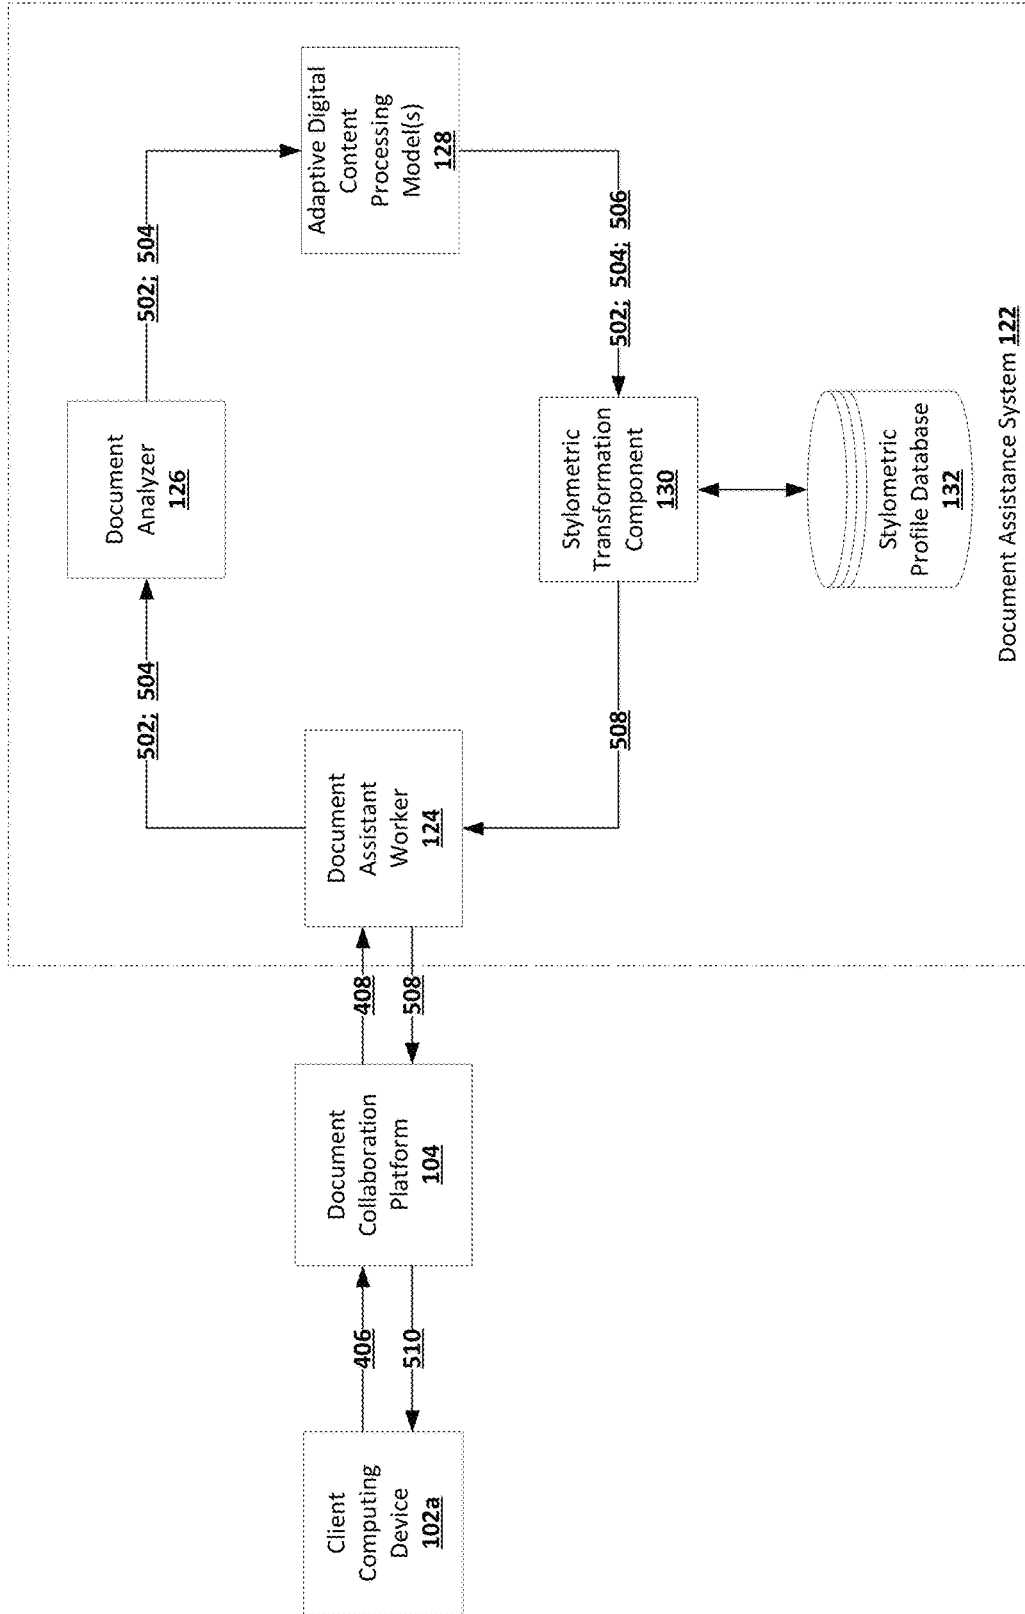 Client
Computing
Device
102a
406
510
Document
Collaboration
Platform
104
408
508
Document
Assistant
Worker
124
502; 504
Document
Analyzer
126
502; 504
Adaptive Digital
Content
Processing
Model(s)
128
502; 504; 506
Stylometric
Transformation
Component
130
508
Stylometric
Profile Database
132
Document Assistance System 122